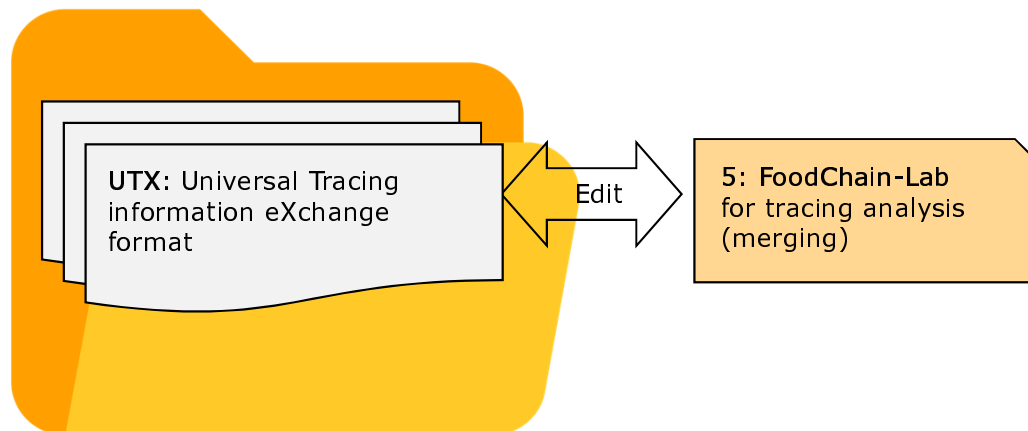 UTX: Universal Tracing
information eXchange
format
Edit
5: FoodChain-Lab
for tracing analysis
(merging)